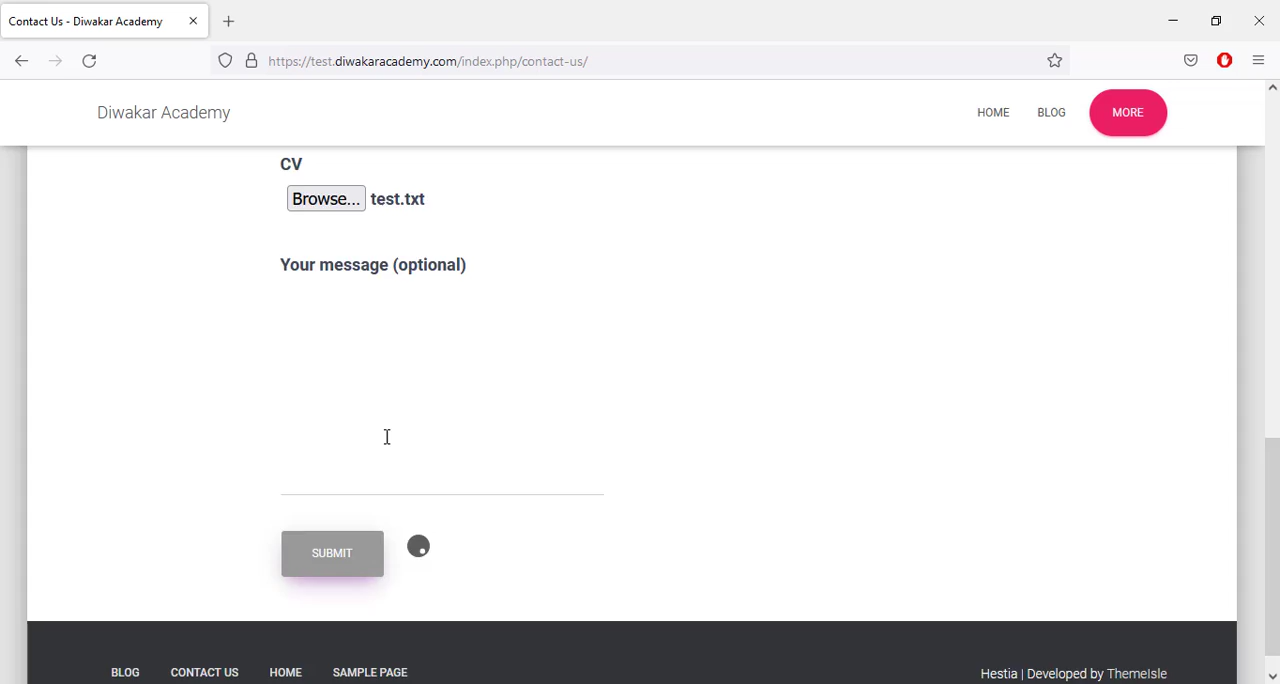 Contact Us - Diwakar Academy
https://test.diwakaracademy.com/index.php/contact-us/
Diwakar Academy HOME BLOG MORE
CV
Browse... test.txt
Your message (optional)
SUBMIT
BLOG CONTACT US HOME SAMPLE PAGE Hestia | Developed by ThemeIsle